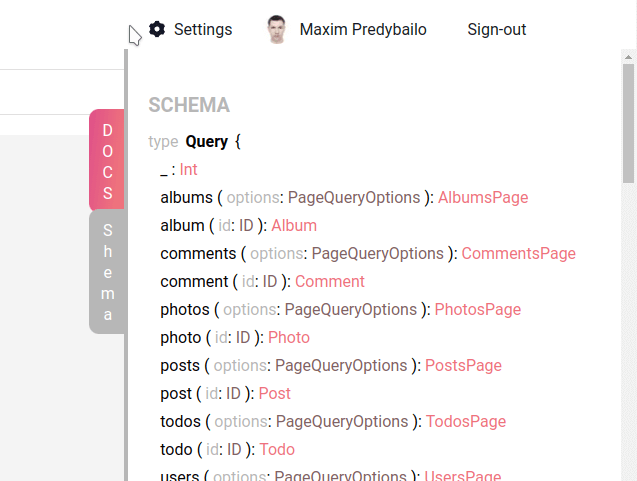 Settings Maxim Predybailo Sign-out
DOCS
Shema
SCHEMA
type Query {
_ : Int
albums ( options: PageQueryOptions ): AlbumsPage
album ( id: ID ): Album
comments ( options: PageQueryOptions ): CommentsPage
comment ( id: ID ): Comment
photos ( options: PageQueryOptions ): PhotosPage
photo ( id: ID ): Photo
posts ( options: PageQueryOptions ): PostsPage
post ( id: ID ): Post
todos ( options: PageQueryOptions ): TodosPage
todo ( id: ID ): Todo
users ( options: PageQueryOptions ): UsersPage